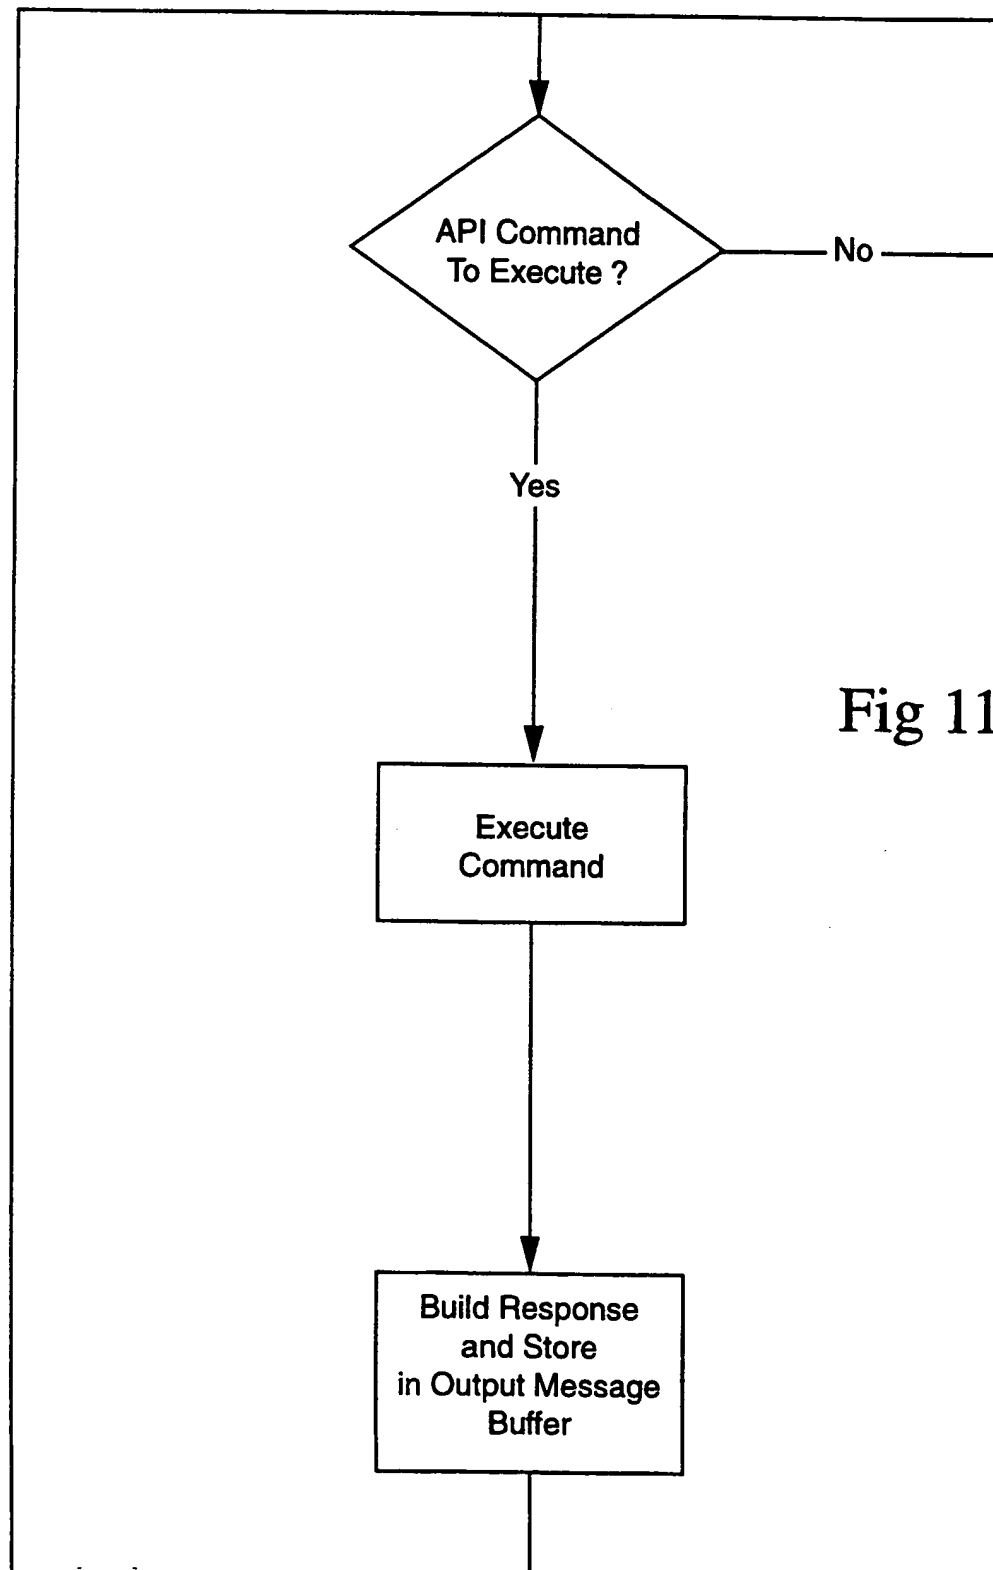 API Command
To Execute ?
No
Yes
Fig 11
Execute
Command
Build Response
and Store
in Output Message
Buffer